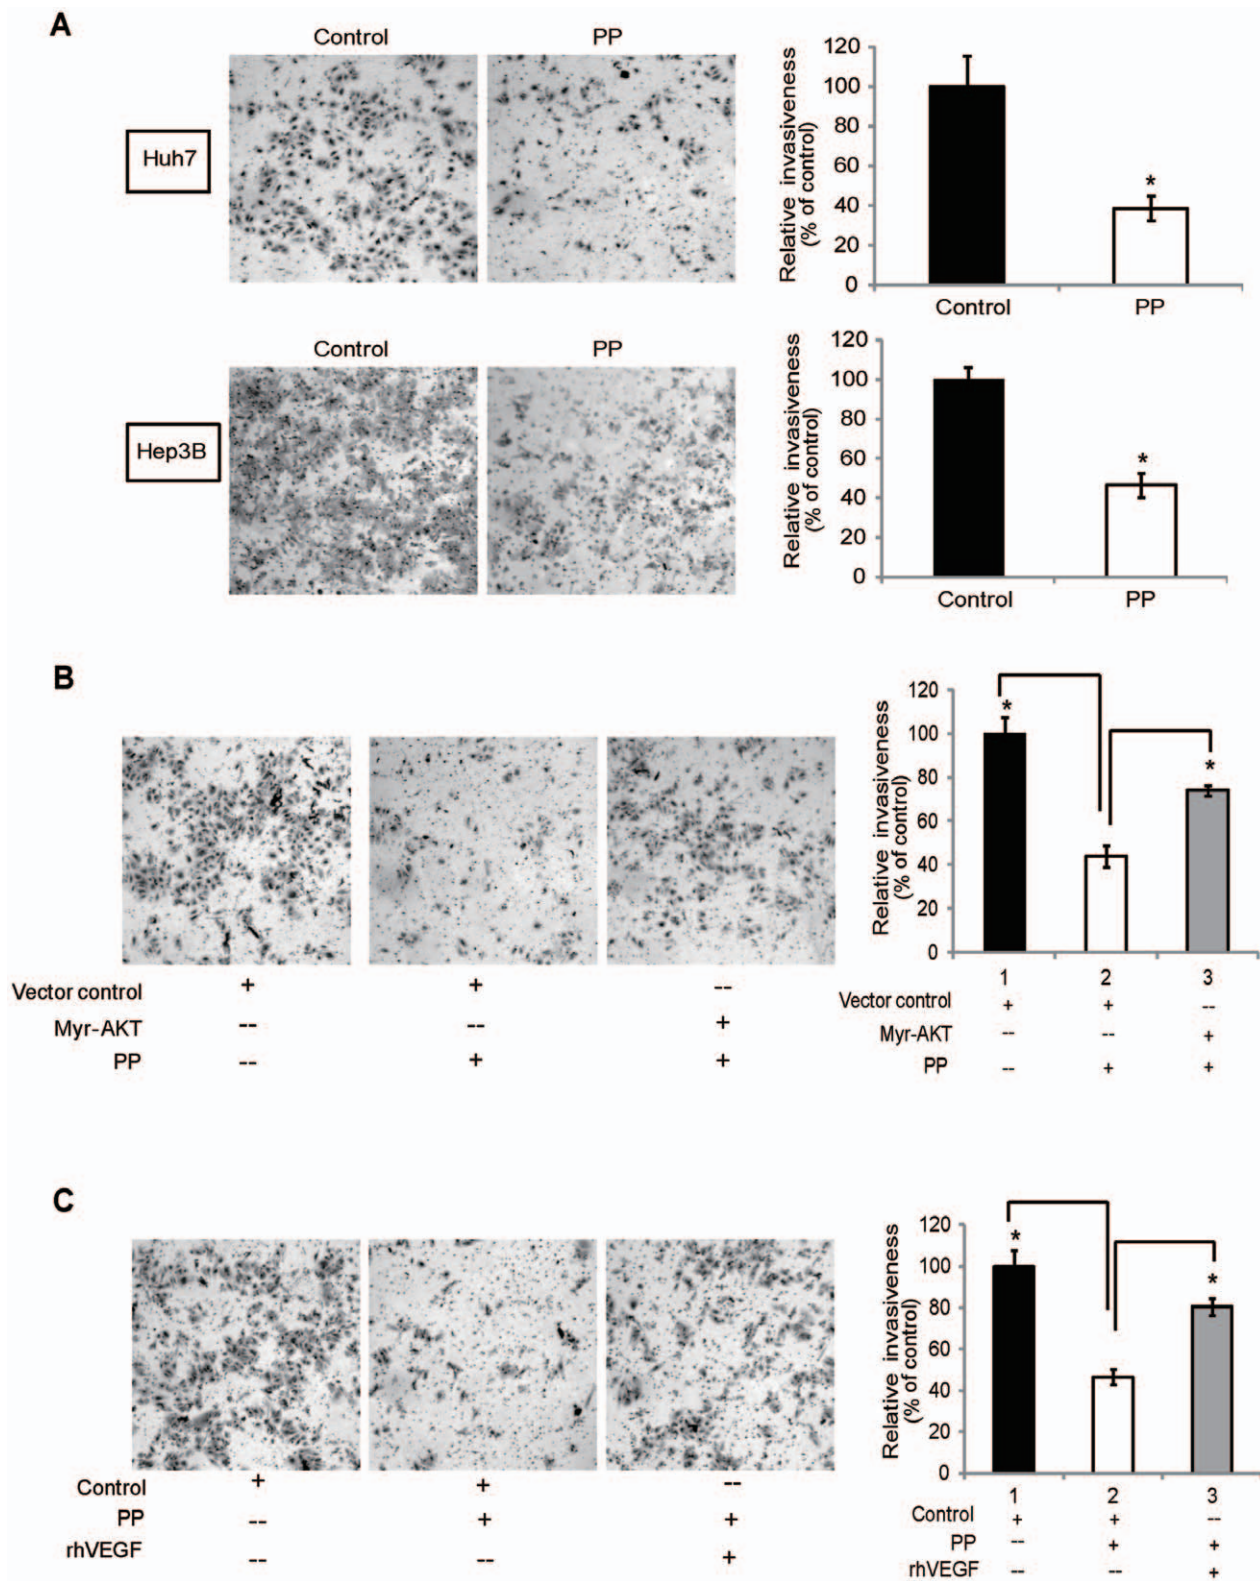 A
Control PP
Huh7
Relative invasiveness
(% of control)
120
100
80
60
40
20
0
*
Control PP
Control PP
Hep3B
Relative invasiveness
(% of control)
120
100
80
60
40
20
0
*
Control PP
B
Relative invasiveness
(% of control)
120
100
80
60
40
20
0
* *
1 2 3
Vector control + + --
Myr-AKT -- -- +
PP -- + +
Vector control + + --
Myr-AKT -- -- +
PP -- + +
C
Relative invasiveness
(% of control)
120
100
80
60
40
20
0
* *
1 2 3
Control + + --
PP -- + +
rhVEGF -- -- +
Control + + --
PP -- + +
rhVEGF -- -- +